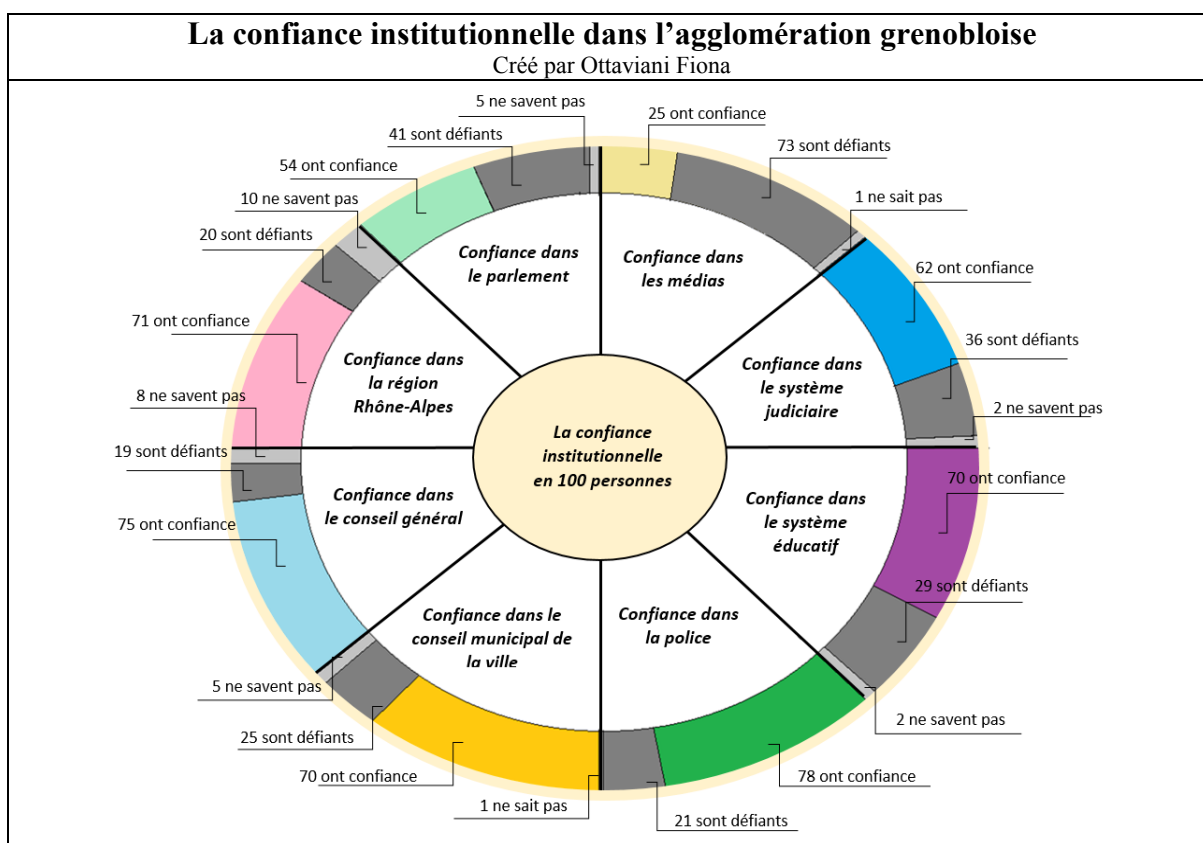 La confiance institutionnelle dans l'agglomération grenobloise
Créé par Ottaviani Fiona
5 ne savent pas
25 ont confiance
41 sont défiants
73 sont défiants
54 ont confiance
1 ne sait pas
10 ne savent pas
20 sont défiants
62 ont confiance
71 ont confiance
36 sont défiants
8 ne savent pas
2 ne savent pas
19 sont défiants
70 ont confiance
75 ont confiance
29 sont défiants
5 ne savent pas
2 ne savent pas
25 sont défiants
70 ont confiance
78 ont confiance
1 ne sait pas
21 sont défiants
Confiance dans
le parlement
Confiance dans
les médias
Confiance dans
la région
Rhône-Alpes
Confiance dans
le système
judiciaire
La confiance
institutionnelle
en 100 personnes
Confiance dans
le conseil général
Confiance dans
le système
éducatif
Confiance dans le
conseil municipal de
la ville
Confiance dans
la police